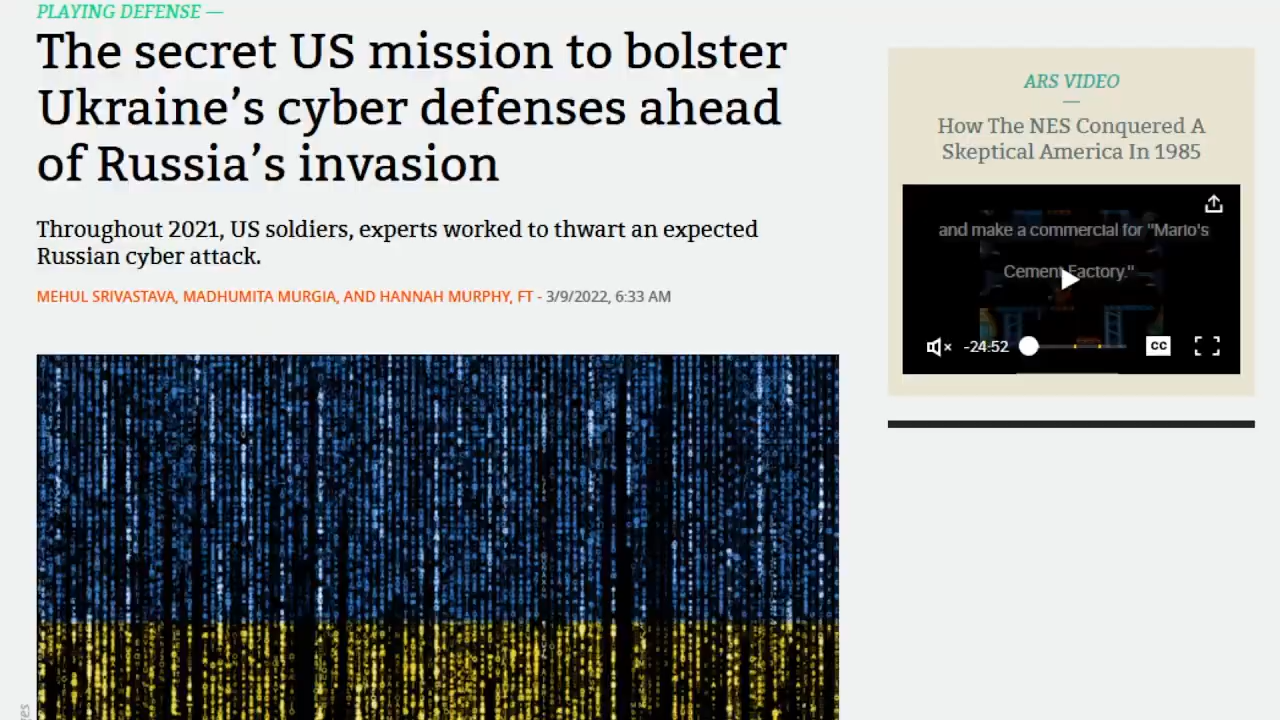 PLAYING DEFENSE —
The secret US mission to bolster
Ukraine’s cyber defenses ahead
of Russia’s invasion
Throughout 2021, US soldiers, experts worked to thwart an expected
Russian cyber attack.
MEHUL SRIVASTAVA, MADHUMITA MURGIA, AND HANNAH MURPHY, FT - 3/9/2022, 6:33 AM
ARS VIDEO
—
How The NES Conquered A
Skeptical America In 1985
and make a commercial for "Mario's
Cement Factory."
-24:52
CC